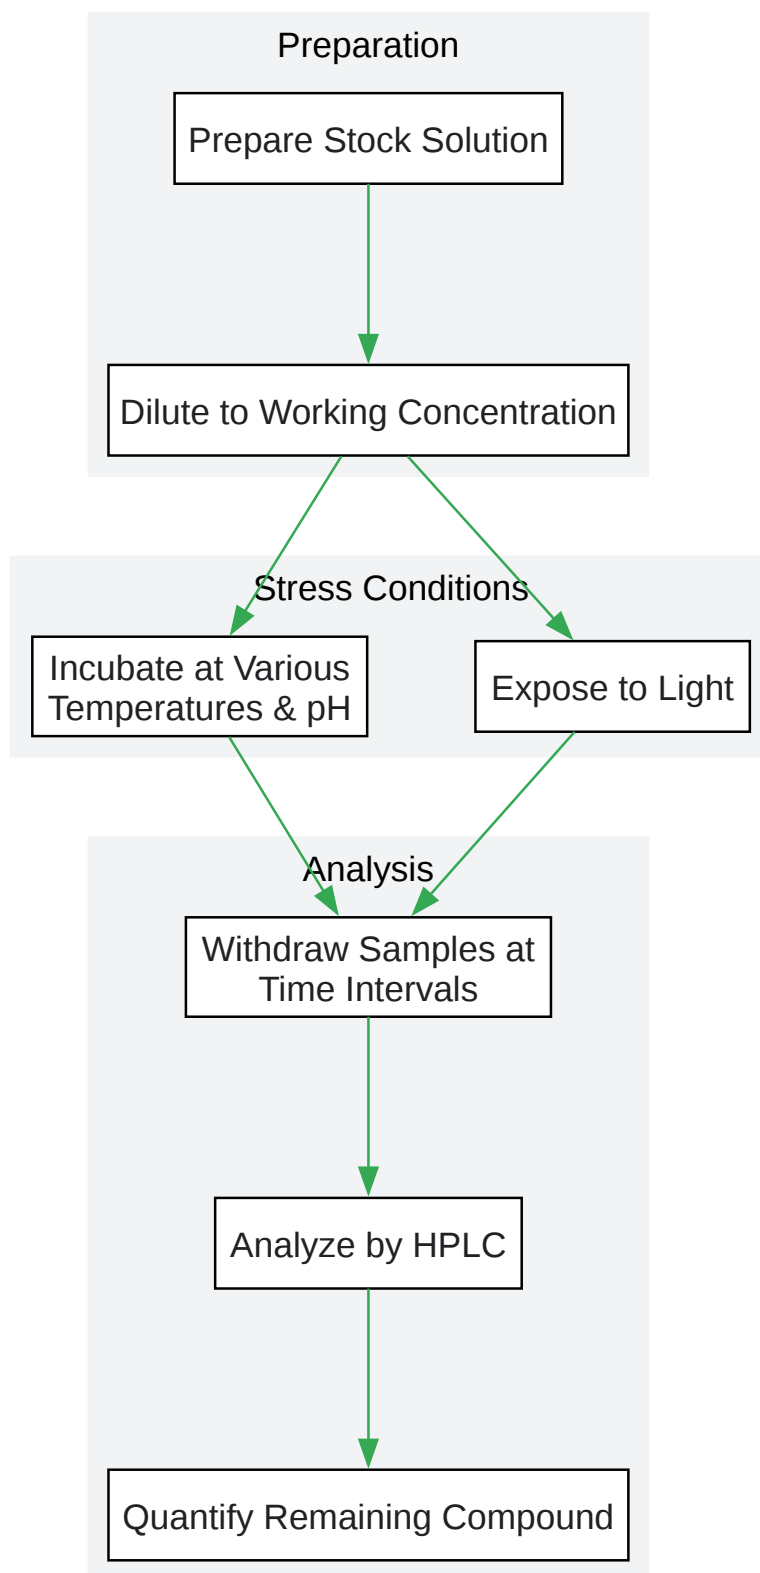 Preparation
Prepare Stock Solution
Dilute to Working Concentration
Stress Conditions
Incubate at Various
Temperatures & pH
Expose to Light
Analysis
Withdraw Samples at
Time Intervals
Analyze by HPLC
Quantify Remaining Compound